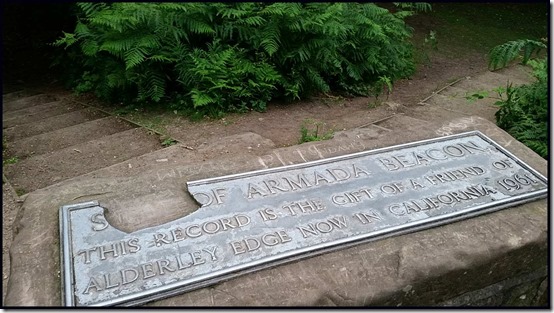 S OF ARMADA BEACON
THIS RECORD IS THE GIFT OF A FRIEND OF
ALDERLEY EDGE NOW IN CALIFORNIA 1961